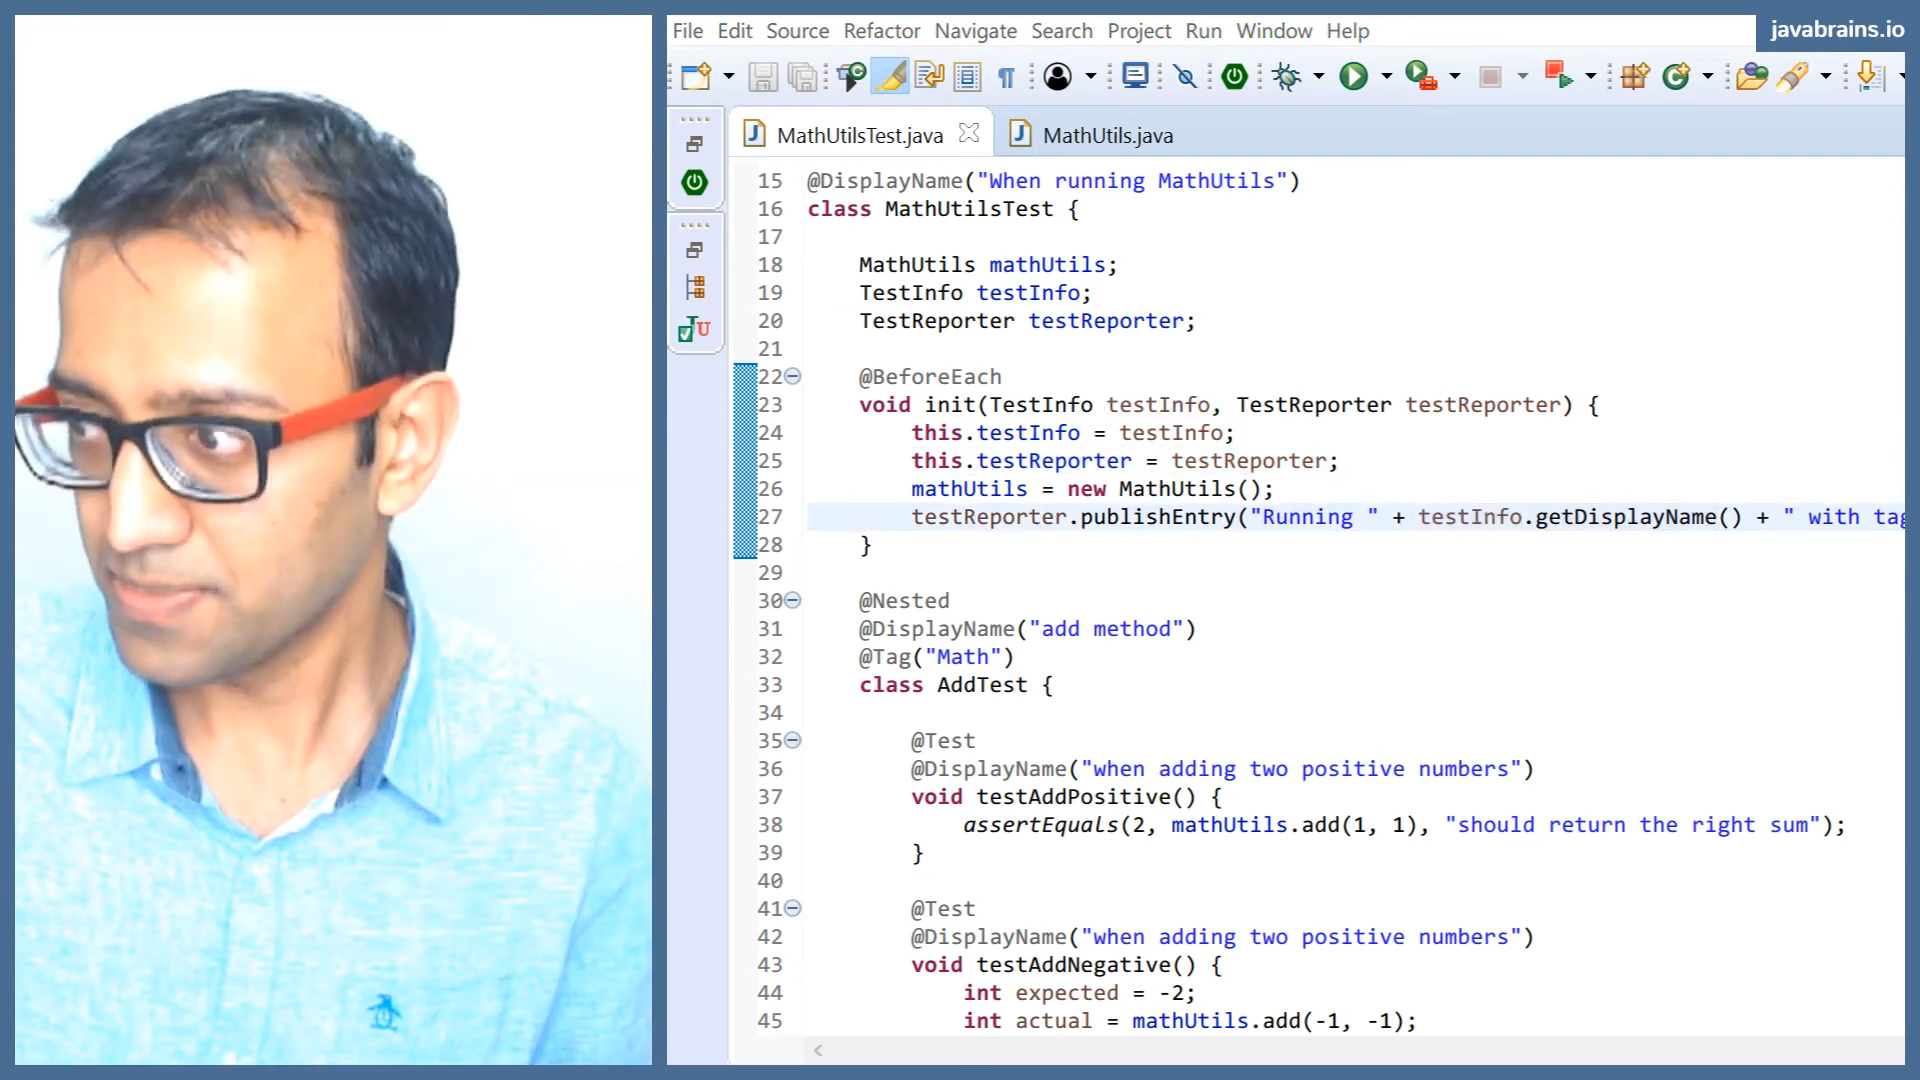 File Edit Source Refactor Navigate Search Project Run Window Help
javabrains.io
MathUtilsTest.java
MathUtils.java
15 @DisplayName("When running MathUtils")
16 class MathUtilsTest {
17
18 MathUtils mathUtils;
19 TestInfo testInfo;
20 TestReporter testReporter;
21
22 @BeforeEach
23 void init(TestInfo testInfo, TestReporter testReporter) {
24 this.testInfo = testInfo;
25 this.testReporter = testReporter;
26 mathUtils = new MathUtils();
27 testReporter.publishEntry("Running " + testInfo.getDisplayName() + " with tag
28 }
29
30 @Nested
31 @DisplayName("add method")
32 @Tag("Math")
33 class AddTest {
34
35 @Test
36 @DisplayName("when adding two positive numbers")
37 void testAddPositive() {
38 assertEquals(2, mathUtils.add(1, 1), "should return the right sum");
39 }
40
41 @Test
42 @DisplayName("when adding two positive numbers")
43 void testAddNegative() {
44 int expected = -2;
45 int actual = mathUtils.add(-1, -1);